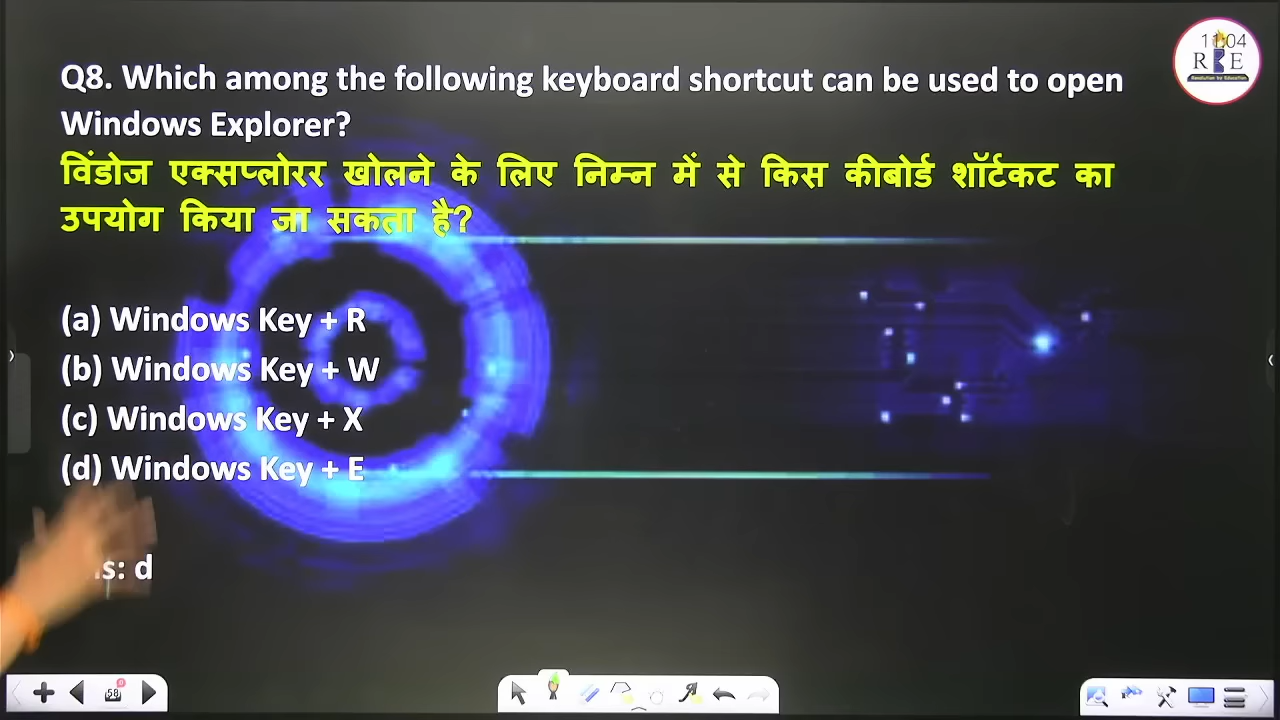 11:04
R E
Q8. Which among the following keyboard shortcut can be used to open
Windows Explorer?
विंडोज एक्सप्लोरर खोलने के लिए निम्न में से किस कीबोर्ड शॉर्टकट का
उपयोग किया जा सकता है?
(a) Windows Key + R
(b) Windows Key + W
(c) Windows Key + X
(d) Windows Key + E
s: d
58